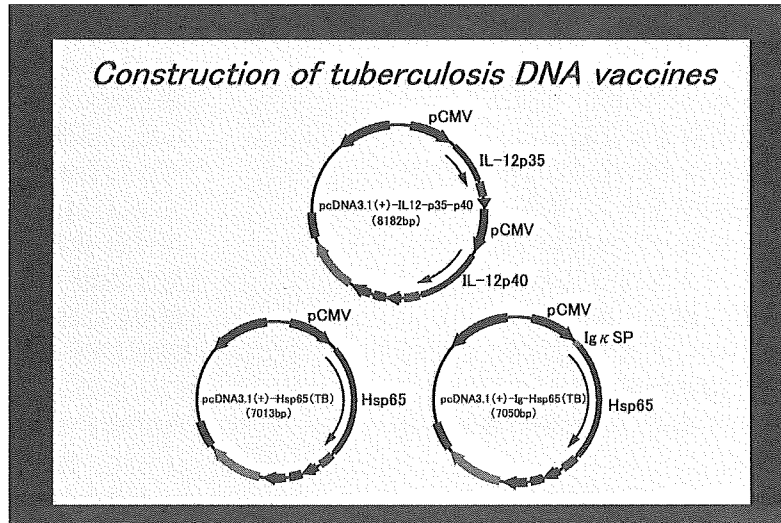 Construction of tuberculosis DNA vaccines
pCMV
IL-12p35
pcDNA3.1(+)-IL12-p35-p40
(8182bp)
pCMV
IL-12p40
pCMV
Hsp65
pcDNA3.1(+)-Hsp65(TB)
(7013bp)
pCMV
Igκ SP
Hsp65
pcDNA3.1(+)-Ig-Hsp65(TB)
(7050bp)